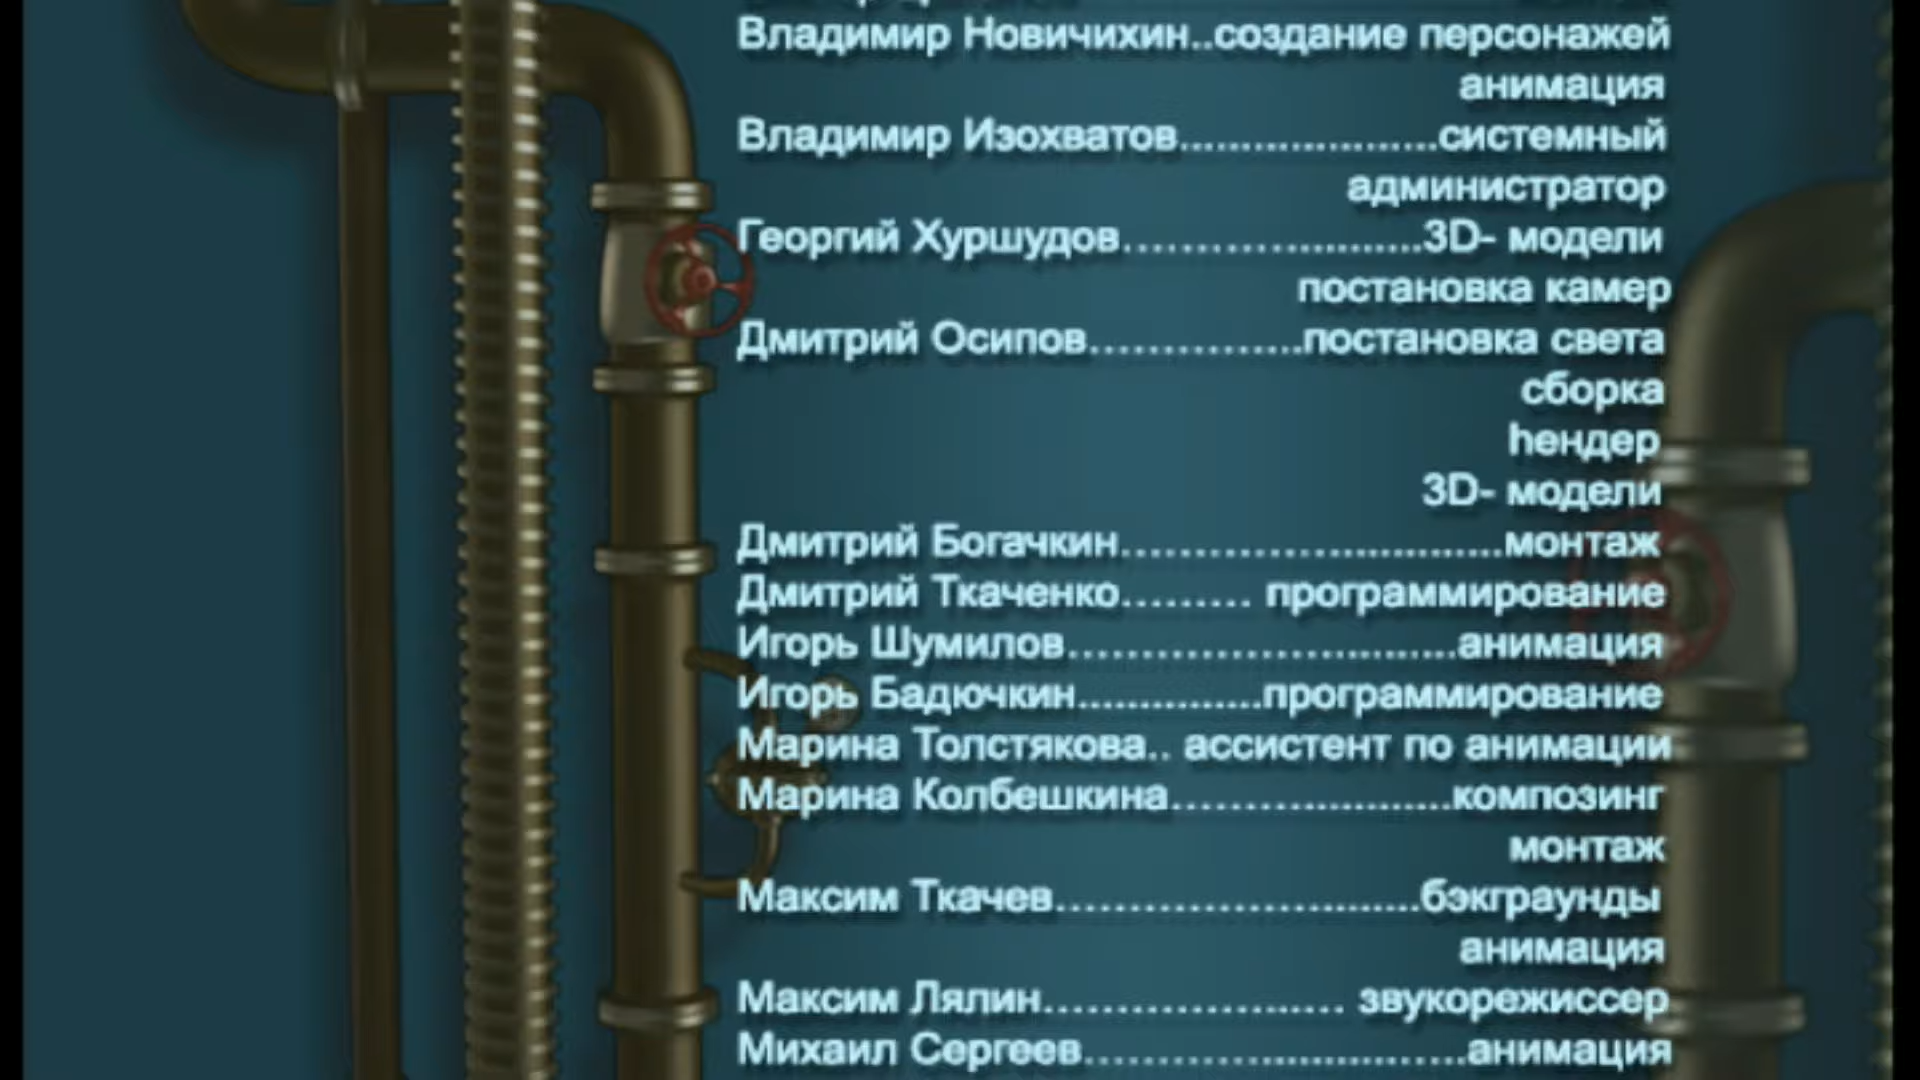 Владимир Новичихин..создание персонажей
анимация
Владимир Изохватов.....................системный
администратор
Георгий Хуршудов.........................3D- модели
постановка камер
Дмитрий Осипов..................постановка света
сборка
һеңдер
3D- модели
Дмитрий Богачкин................................монтаж
Дмитрий Ткаченко......... программирование
Игорь Шумилов................................анимация
Игорь Бадючкин...............программирование
Марина Толстякова.. ассистент по анимации
Марина Колбешкина.......................композинг
монтаж
Максим Ткачев..............................бэкграунды
анимация
Максим Лялин......................... звукорежиссер
Михаил Сергеев................................анимация